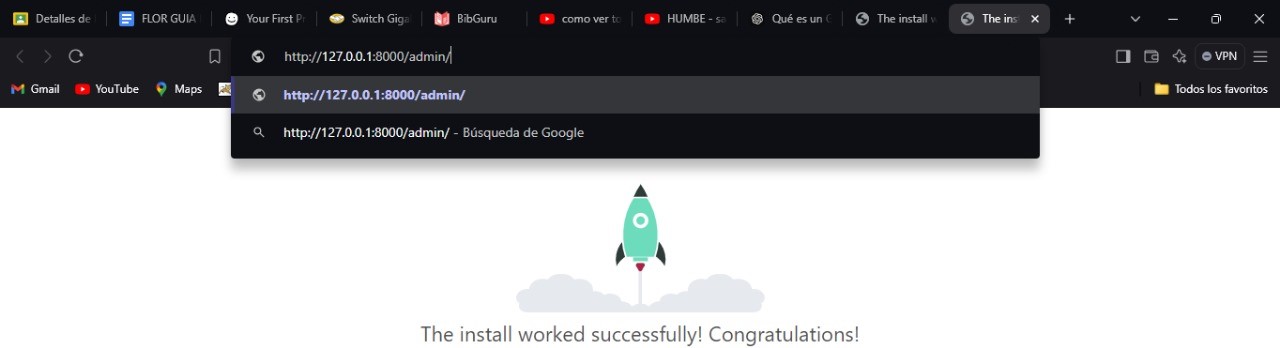 Detalles de
FLOR GUIA
Your First Pr
Switch Giga
BibGuru
como ver to
HUMBE - sa
Qué es un
The install w
The ins
http://127.0.0.1:8000/admin/
VPN
Gmail
YouTube
Maps
http://127.0.0.1:8000/admin/
Todos los favoritos
http://127.0.0.1:8000/admin/ - Búsqueda de Google
The install worked successfully! Congratulations!